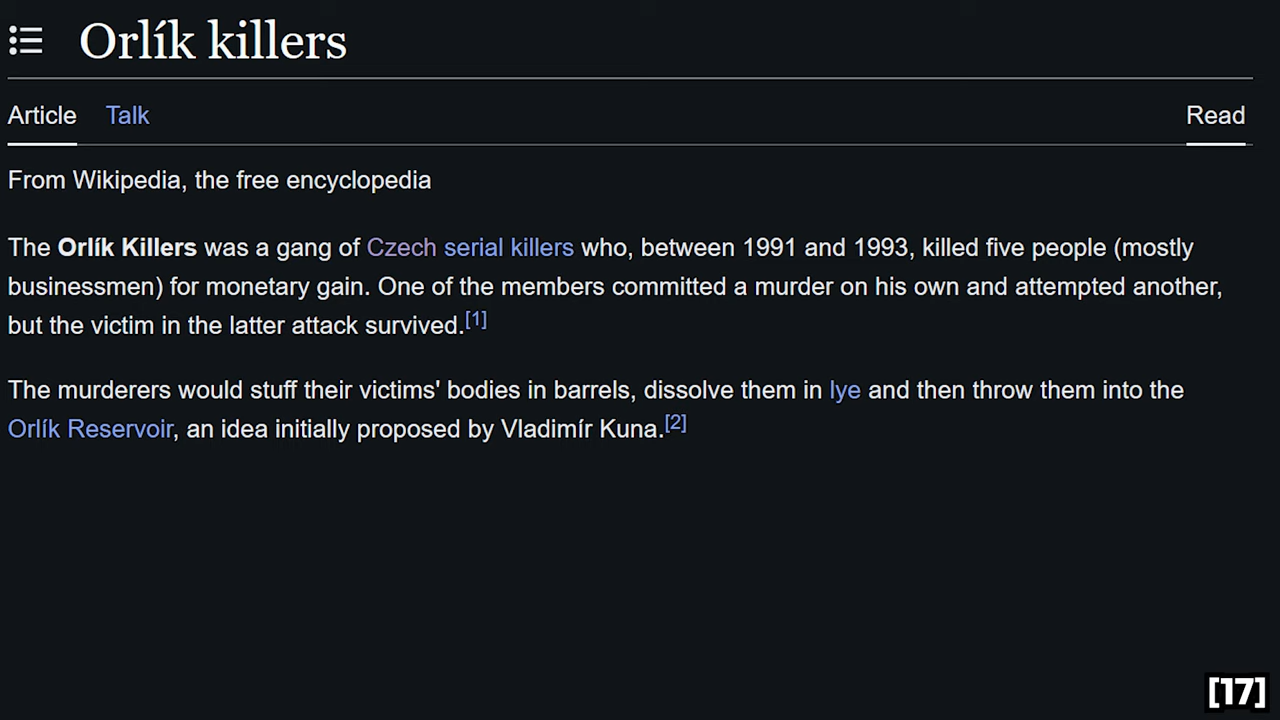 Orlík killers
Article Talk Read
From Wikipedia, the free encyclopedia
The Orlík Killers was a gang of Czech serial killers who, between 1991 and 1993, killed five people (mostly
businessmen) for monetary gain. One of the members committed a murder on his own and attempted another,
but the victim in the latter attack survived.[1]
The murderers would stuff their victims' bodies in barrels, dissolve them in lye and then throw them into the
Orlík Reservoir, an idea initially proposed by Vladimír Kuna.[2]
[17]